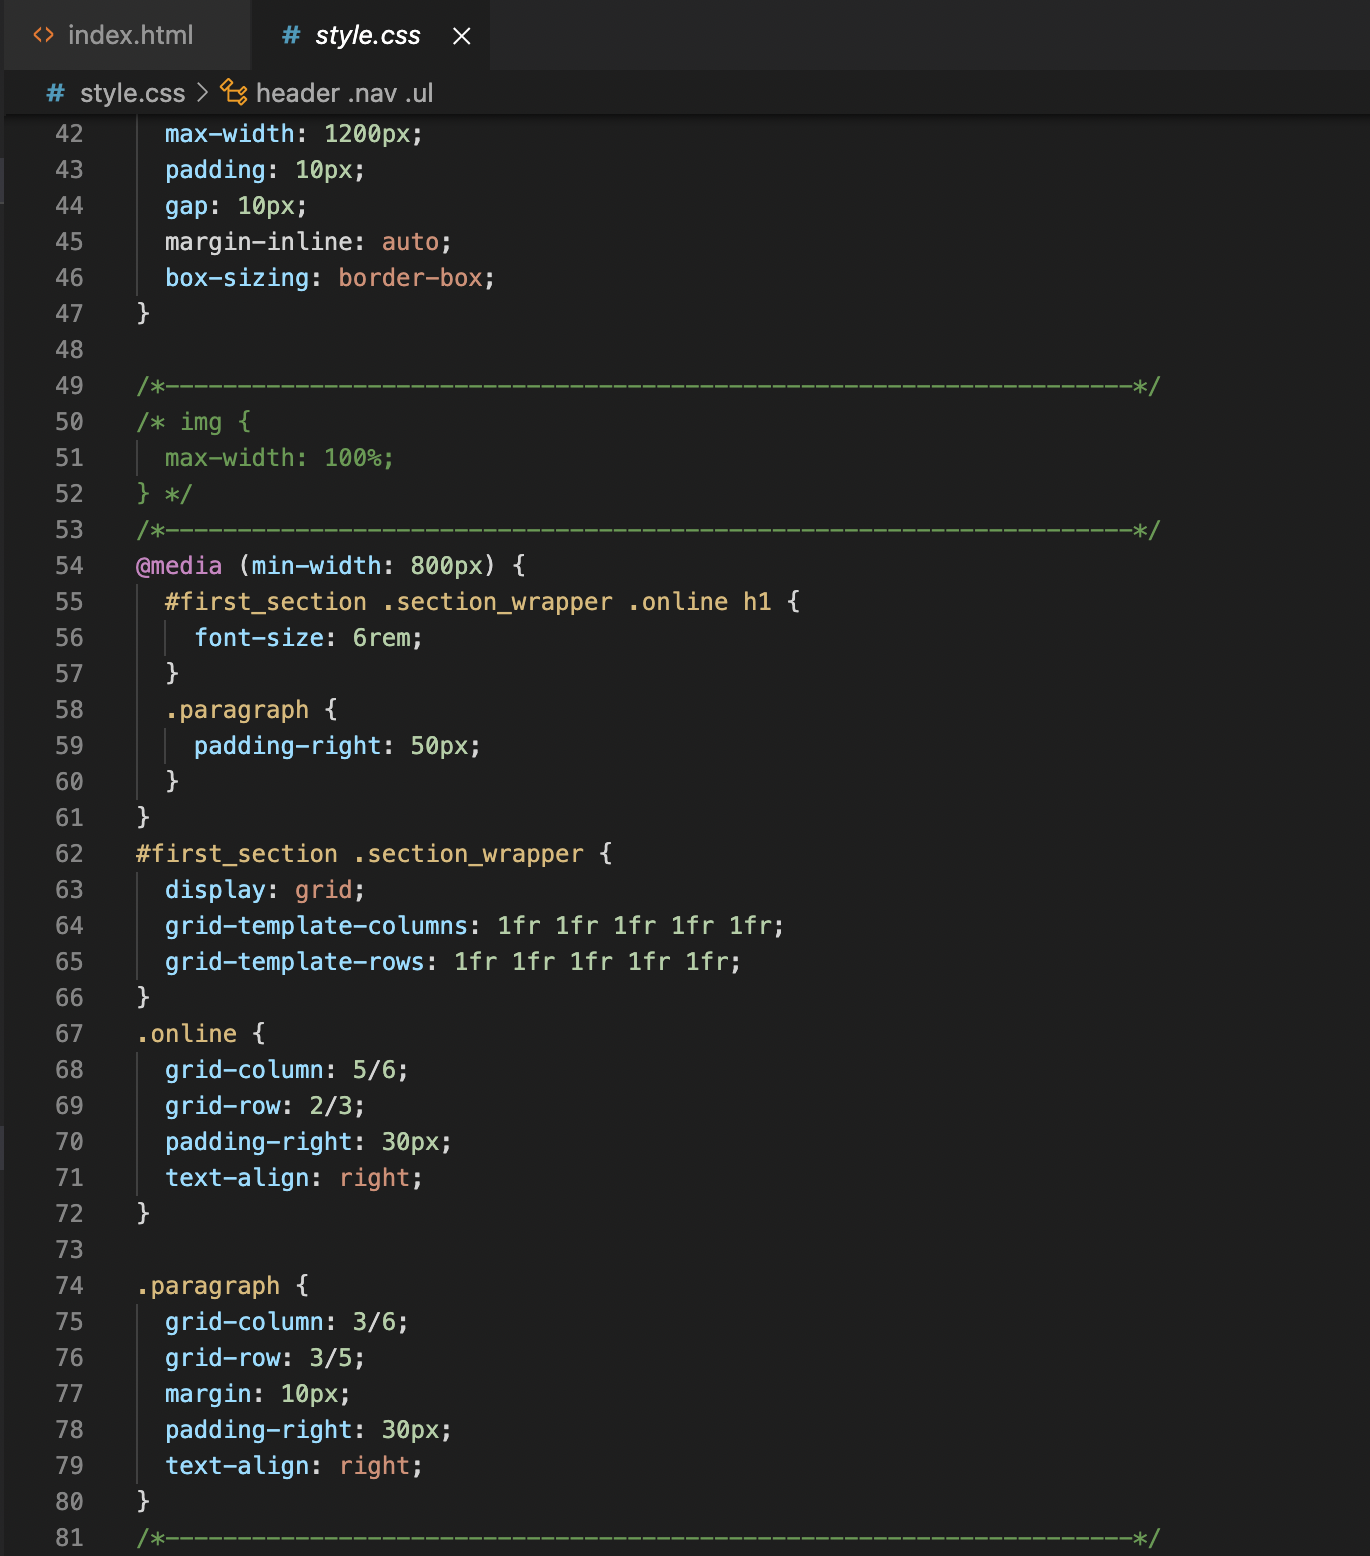 <> index.html # style.css ×
# style.css > header .nav .ul
42 max-width: 1200px;
43 padding: 10px;
44 gap: 10px;
45 margin-inline: auto;
46 box-sizing: border-box;
47 }
48
49 /*-------------------------------------------------------------------*/
50 /* img {
51 max-width: 100%;
52 } */
53 /*-------------------------------------------------------------------*/
54 @media (min-width: 800px) {
55 #first_section .section_wrapper .online h1 {
56 font-size: 6rem;
57 }
58 .paragraph {
59 padding-right: 50px;
60 }
61 }
62 #first_section .section_wrapper {
63 display: grid;
64 grid-template-columns: 1fr 1fr 1fr 1fr 1fr;
65 grid-template-rows: 1fr 1fr 1fr 1fr 1fr;
66 }
67 .online {
68 grid-column: 5/6;
69 grid-row: 2/3;
70 padding-right: 30px;
71 text-align: right;
72 }
73
74 .paragraph {
75 grid-column: 3/6;
76 grid-row: 3/5;
77 margin: 10px;
78 padding-right: 30px;
79 text-align: right;
80 }
81 /*-------------------------------------------------------------------*/